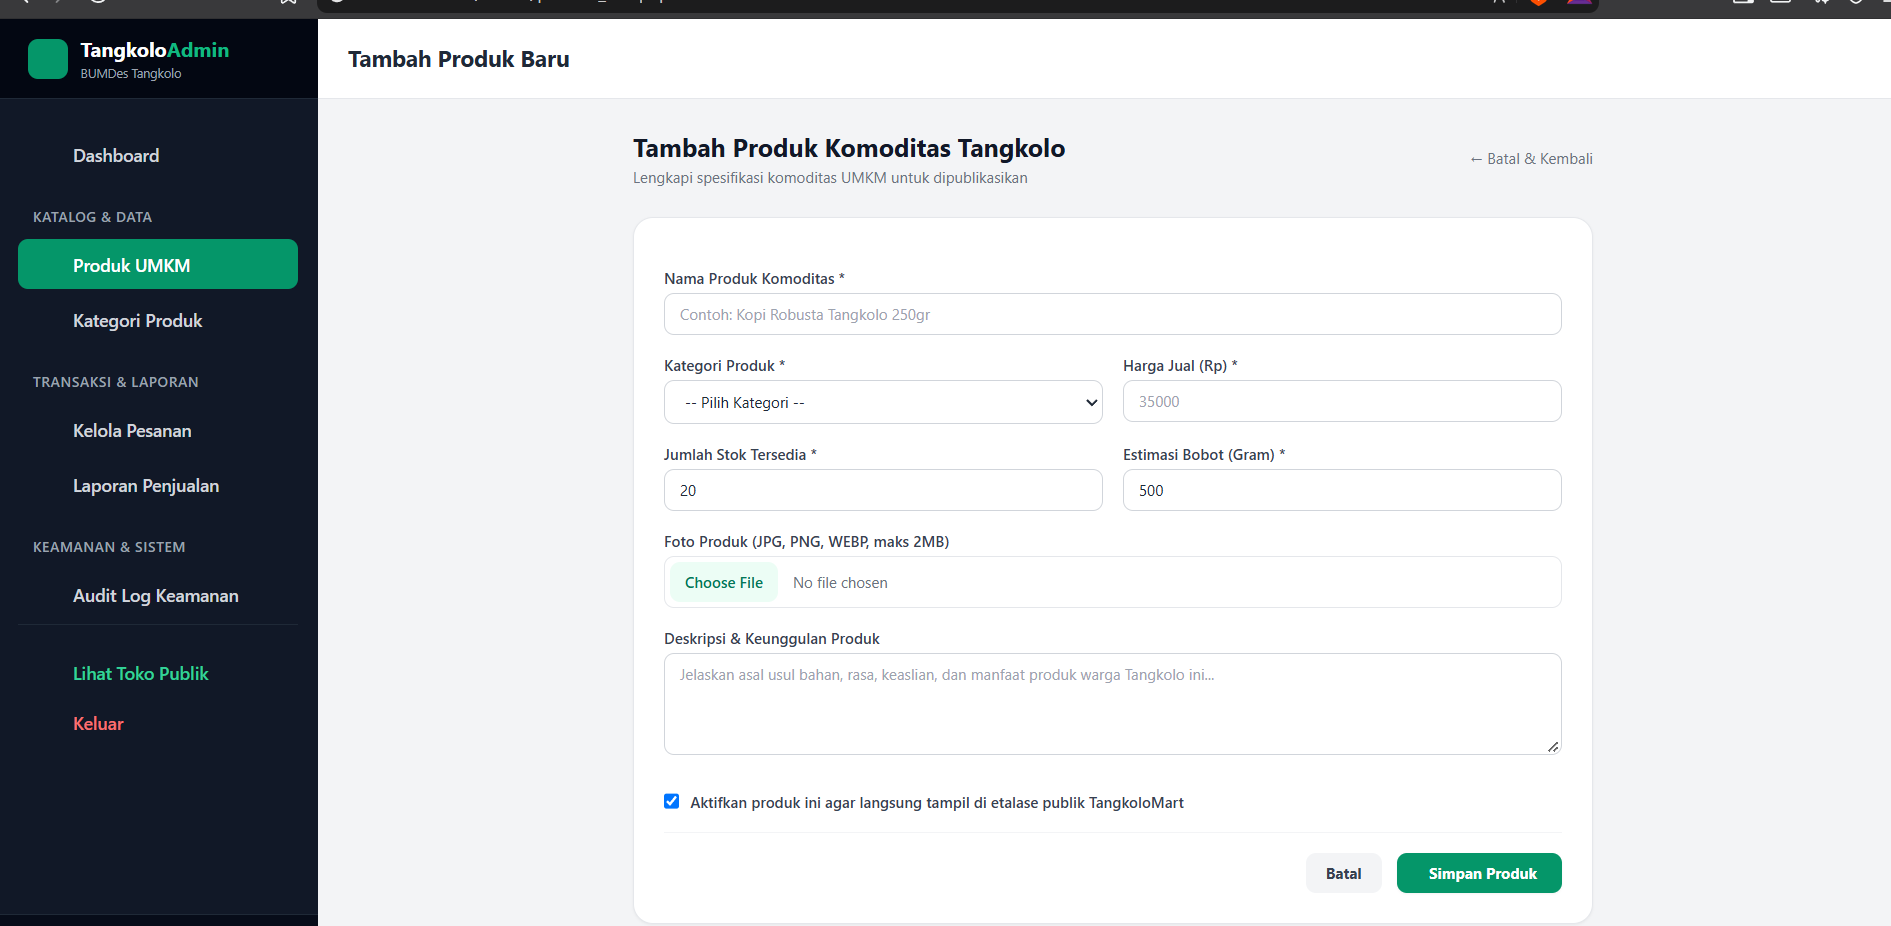 TangkoloAdmin
BUMDes Tangkolo
Dashboard
KATALOG & DATA
Produk UMKM
Kategori Produk
TRANSAKSI & LAPORAN
Kelola Pesanan
Laporan Penjualan
KEAMANAN & SISTEM
Audit Log Keamanan
Lihat Toko Publik
Keluar
Tambah Produk Baru
Tambah Produk Komoditas Tangkolo
Lengkapi spesifikasi komoditas UMKM untuk dipublikasikan
← Batal & Kembali
Nama Produk Komoditas *
Contoh: Kopi Robusta Tangkolo 250gr
Kategori Produk *
-- Pilih Kategori --
Harga Jual (Rp) *
35000
Jumlah Stok Tersedia *
20
Estimasi Bobot (Gram) *
500
Foto Produk (JPG, PNG, WEBP, maks 2MB)
Choose File No file chosen
Deskripsi & Keunggulan Produk
Jelaskan asal usul bahan, rasa, keaslian, dan manfaat produk warga Tangkolo ini...
Aktifkan produk ini agar langsung tampil di etalase publik TangkoloMart
Batal
Simpan Produk